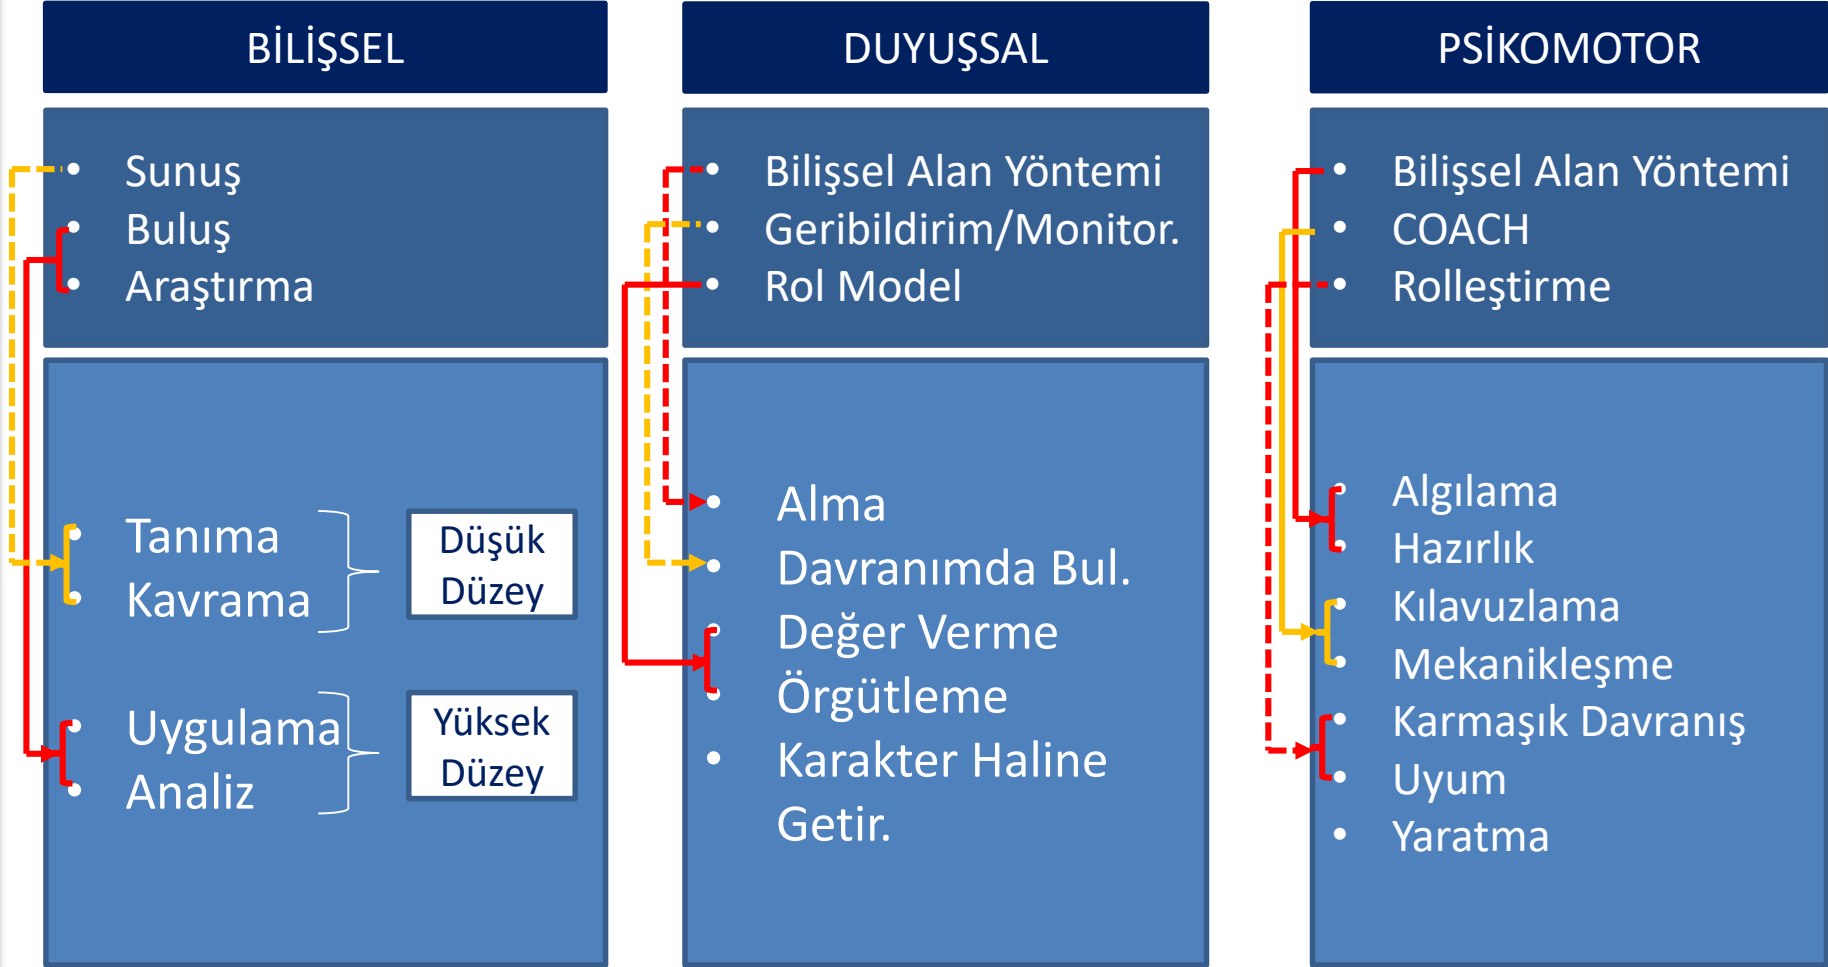 BİLİŞSEL
Sunuş
Buluş
Araştırma
Tanıma
Kavrama
Düşük
Düzey
Uygulama
Analiz
Yüksek
Düzey
DUYUŞSAL
Bilişsel Alan Yöntemi
Geribildirim/Monitor.
Rol Model
Alma
Davranımda Bul.
Değer Verme
Örgütleme
Karakter Haline
Getir.
PSİKOMOTOR
Bilişsel Alan Yöntemi
COACH
Rolleştirme
Algılama
Hazırlık
Kılavuzlama
Mekanikleşme
Karmaşık Davranış
Uyum
Yaratma